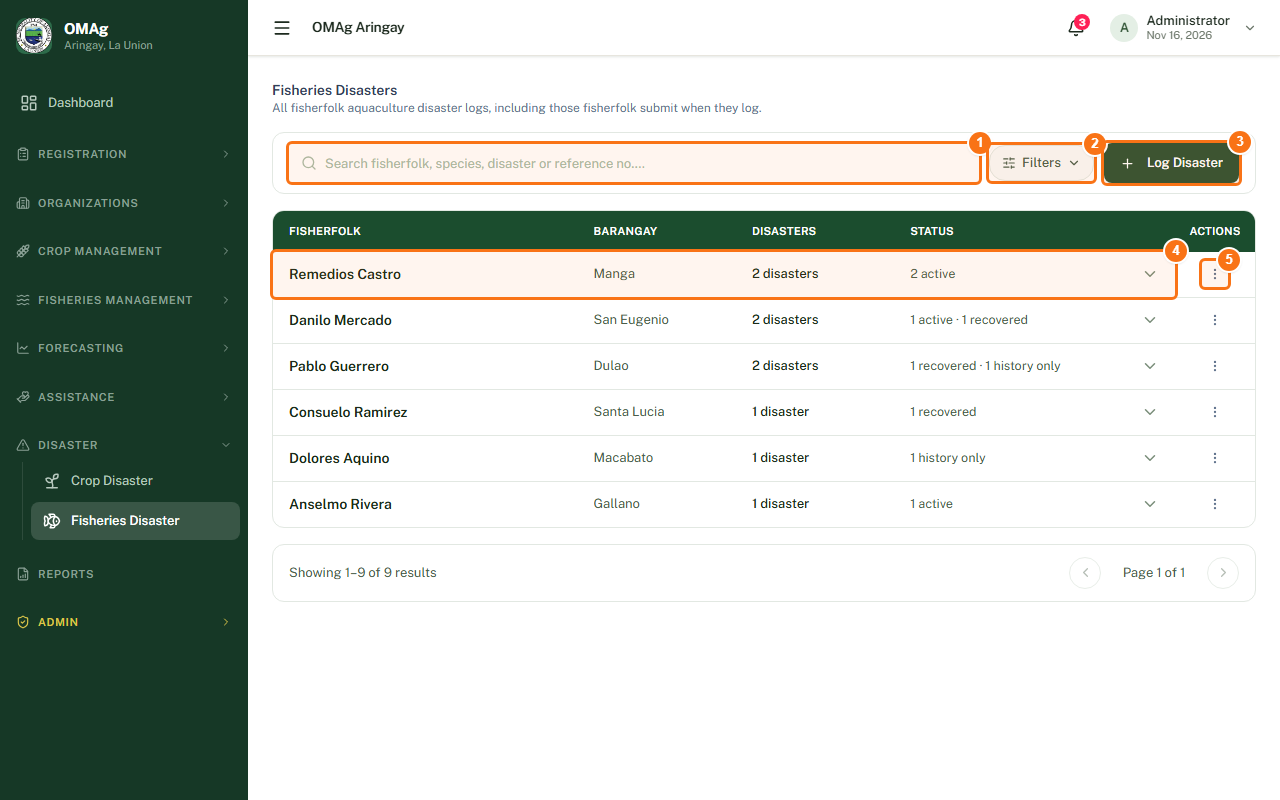 OMAg
Aringay, La Union
Dashboard
REGISTRATION
ORGANIZATIONS
CROP MANAGEMENT
FISHERIES MANAGEMENT
FORECASTING
ASSISTANCE
DISASTER
Crop Disaster
Fisheries Disaster
REPORTS
ADMIN
OMAg Aringay
3
A
Administrator
Nov 16, 2026
Fisheries Disasters
All fisherfolk aquaculture disaster logs, including those fisherfolk submit when they log.
Search fisherfolk, species, disaster or reference no....
1
Filters
2
Log Disaster
3
FISHERFOLK BARANGAY DISASTERS STATUS ACTIONS
4
5
Remedios Castro Manga 2 disasters 2 active
Danilo Mercado San Eugenio 2 disasters 1 active · 1 recovered
Pablo Guerrero Dulao 2 disasters 1 recovered · 1 history only
Consuelo Ramirez Santa Lucia 1 disaster 1 recovered
Dolores Aquino Macabato 1 disaster 1 history only
Anselmo Rivera Gallano 1 disaster 1 active
Showing 1–9 of 9 results
Page 1 of 1